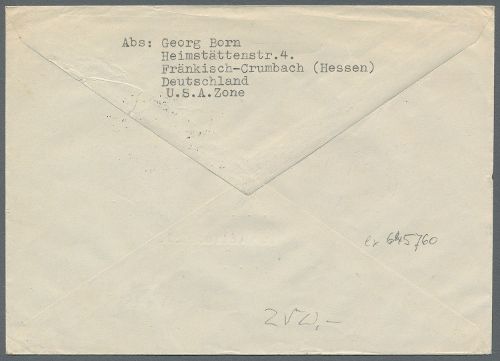 Abs: Georg Born
Heimstättenstr.4.
Fränkisch-Crumbach (Hessen)
Deutschland
U.S.A.Zone